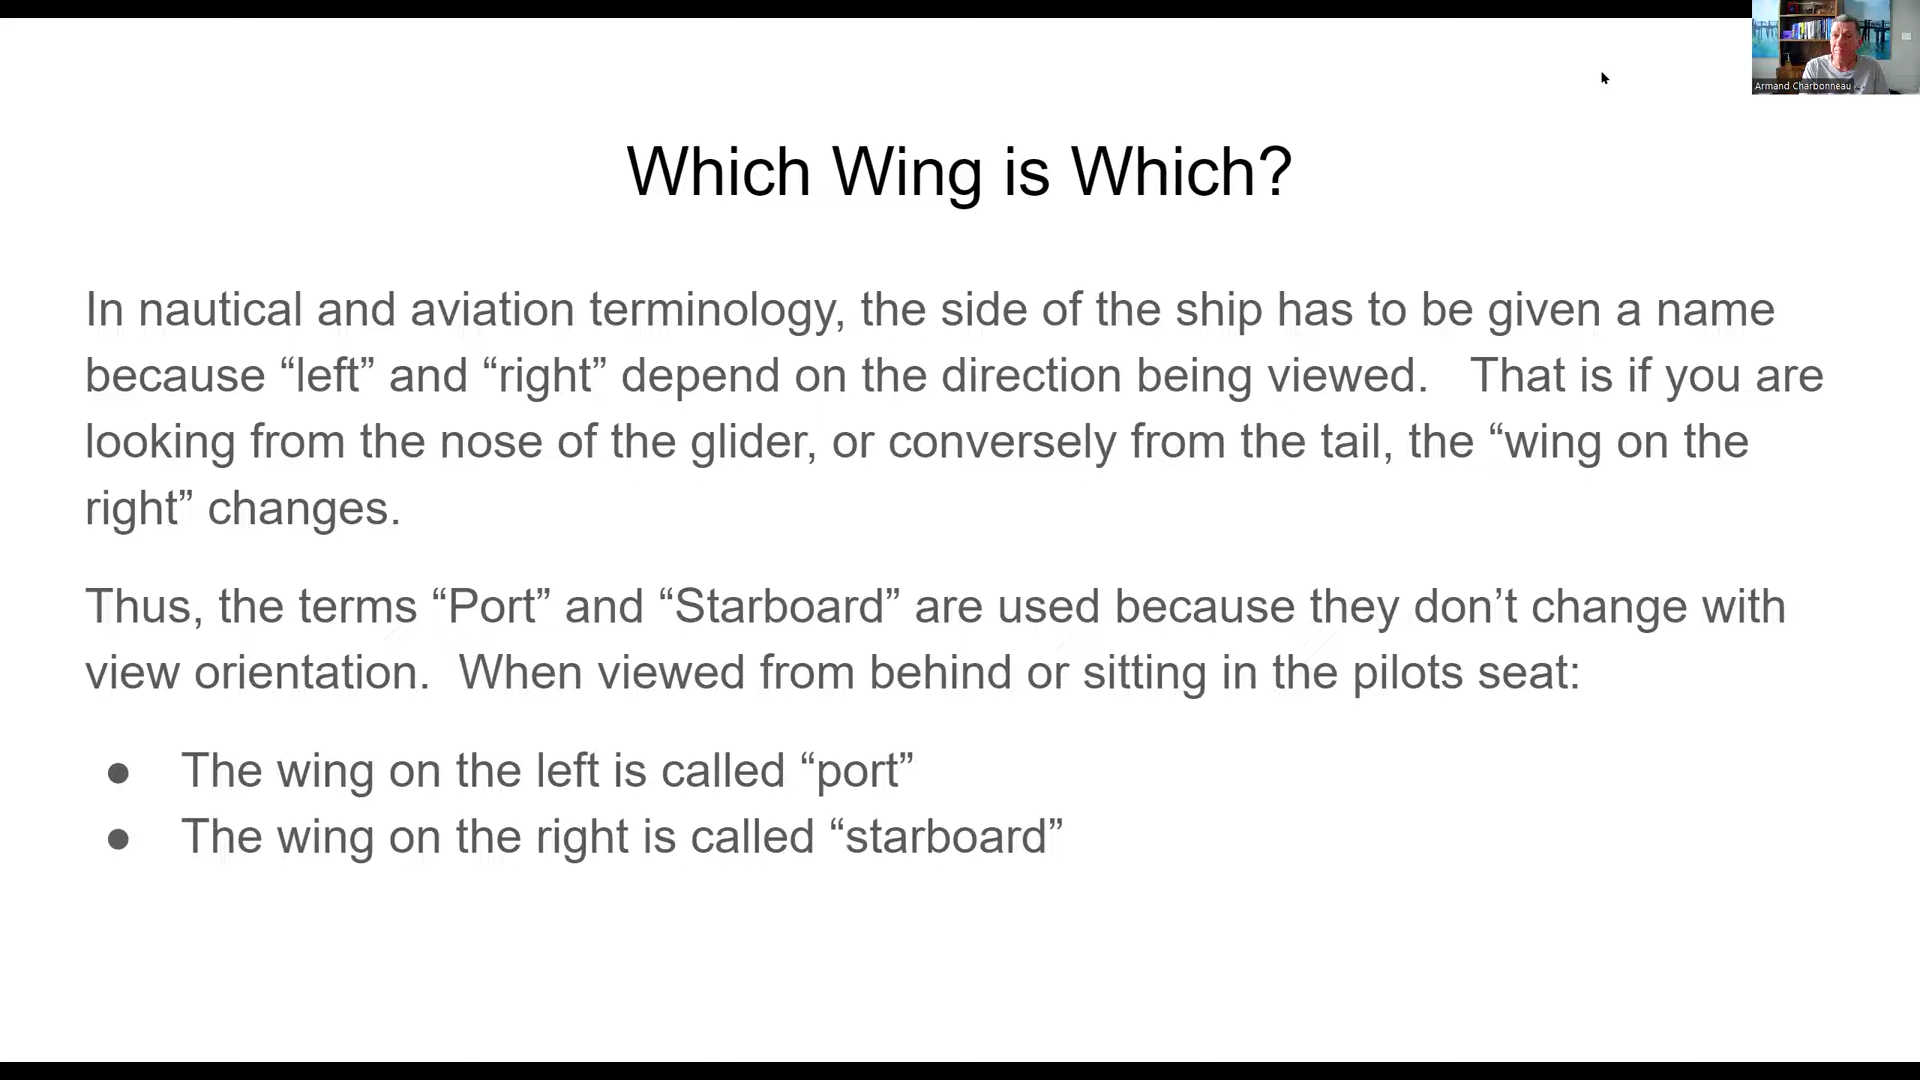 Armand Charbonneau
Which Wing is Which?
In nautical and aviation terminology, the side of the ship has to be given a name
because “left” and “right” depend on the direction being viewed.   That is if you are
looking from the nose of the glider, or conversely from the tail, the “wing on the
right” changes.
Thus, the terms “Port” and “Starboard” are used because they don’t change with
view orientation.  When viewed from behind or sitting in the pilots seat:
● The wing on the left is called “port”
● The wing on the right is called “starboard”